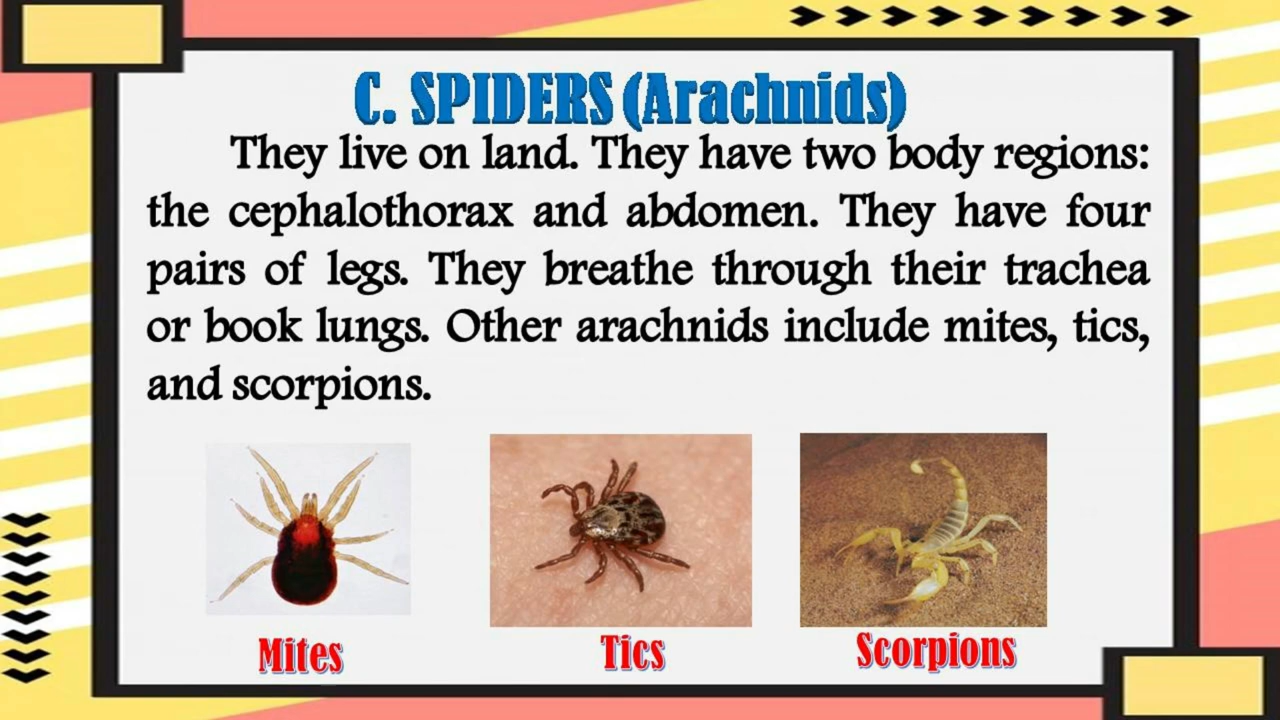 C. SPIDERS (Arachnids)
They live on land. They have two body regions:
the cephalothorax and abdomen. They have four
pairs of legs. They breathe through their trachea
or book lungs. Other arachnids include mites, tics,
and scorpions.
Mites
Tics
Scorpions